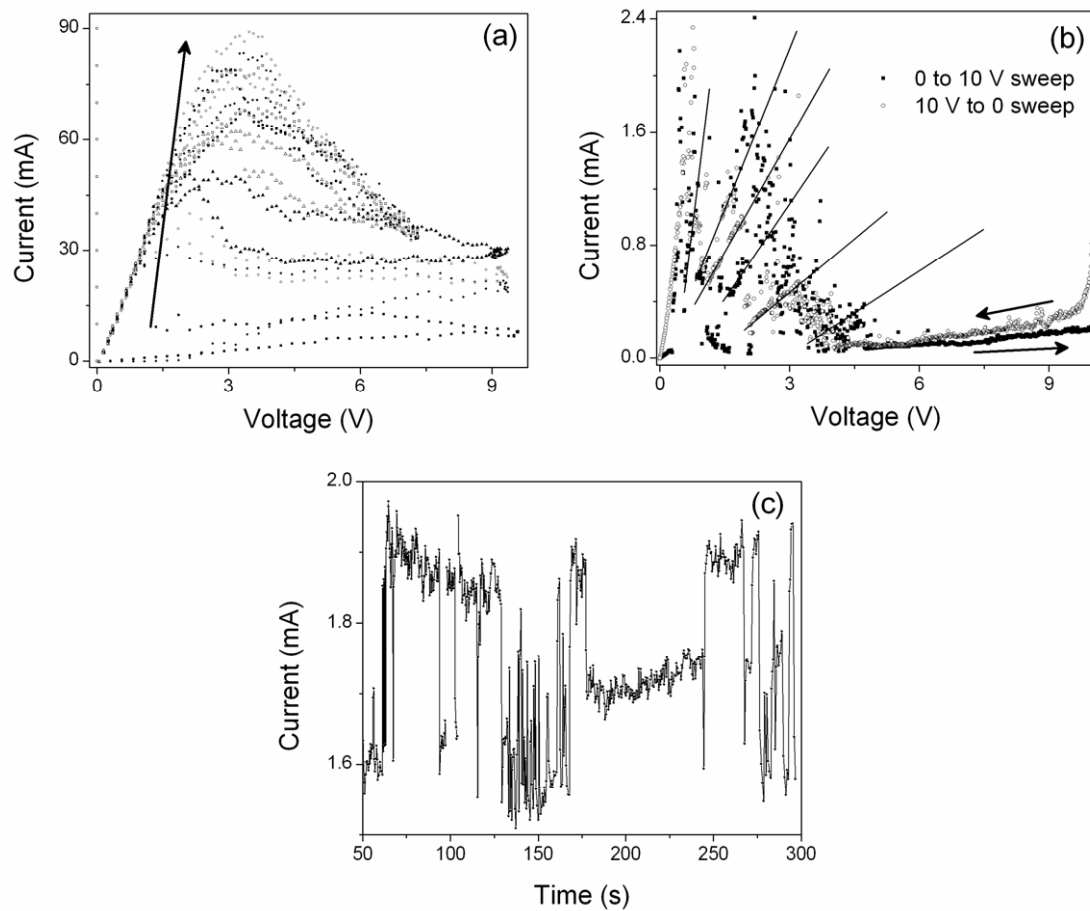 (a)
90
60
30
0
Current (mA)
0
3
6
9
Voltage (V)
(b)
0 to 10 V sweep
10 V to 0 sweep
2.4
1.6
0.8
0.0
Current (mA)
0
3
6
9
Voltage (V)
(c)
2.0
1.8
1.6
Current (mA)
50
100
150
200
250
300
Time (s)